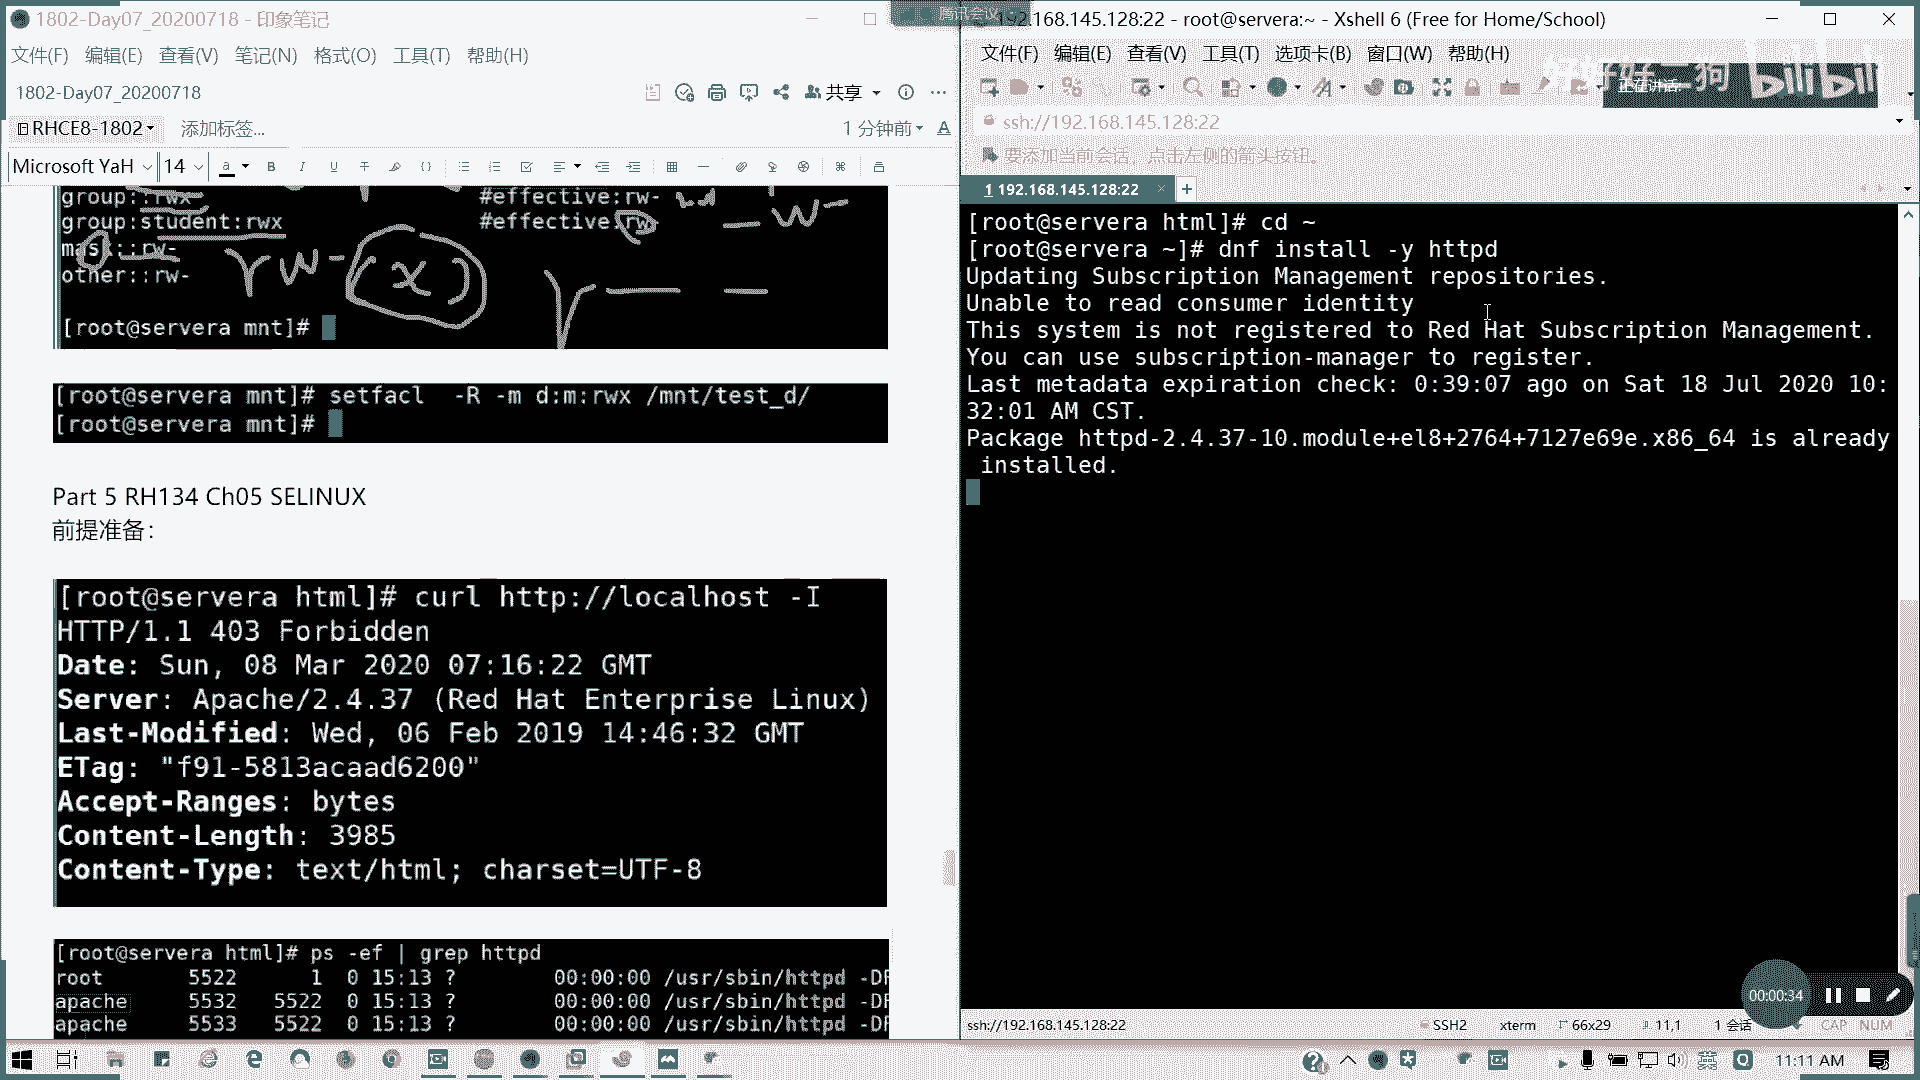 1802-Day07_20200718 - 印象笔记
文件(F) 编辑(E) 查看(V) 笔记(N) 格式(O) 工具(T) 帮助(H)
1802-Day07_20200718
共享
RHCE8-1802
添加标签...
1 分钟前
Microsoft YaH
14
group::rwx #effective:rw-
group:student:rwx #effective:rw-
mask::rw-
other::rw-
rw-(x) r-- -w-
[root@servera mnt]#
[root@servera mnt]# setfacl -R -m d:m:rwx /mnt/test_d/
[root@servera mnt]#
Part 5 RH134 Ch05 SELINUX
前提准备：
[root@servera html]# curl http://localhost -I
HTTP/1.1 403 Forbidden
Date: Sun, 08 Mar 2020 07:16:22 GMT
Server: Apache/2.4.37 (Red Hat Enterprise Linux)
Last-Modified: Wed, 06 Feb 2019 14:46:32 GMT
ETag: "f91-5813acaad6200"
Accept-Ranges: bytes
Content-Length: 3985
Content-Type: text/html; charset=UTF-8
[root@servera html]# ps -ef | grep httpd
root 5522 1 0 15:13 ? 00:00:00 /usr/sbin/httpd
apache 5532 5522 0 15:13 ? 00:00:00 /usr/sbin/httpd
apache 5533 5522 0 15:13 ? 00:00:00 /usr/sbin/httpd
腾讯会议
192.168.145.128:22 - root@servera:~ - Xshell 6 (Free for Home/School)
文件(F) 编辑(E) 查看(V) 工具(T) 选项卡(B) 窗口(W) 帮助(H)
正在讲话:
bilibili
ssh://192.168.145.128:22
要添加当前会话，点击左侧的箭头按钮。
1 192.168.145.128:22
[root@servera html]# cd ~
[root@servera ~]# dnf install -y httpd
Updating Subscription Management repositories.
Unable to read consumer identity
This system is not registered to Red Hat Subscription Management.
You can use subscription-manager to register.
Last metadata expiration check: 0:39:07 ago on Sat 18 Jul 2020 10:
32:01 AM CST.
Package httpd-2.4.37-10.module+el8+2764+7127e69e.x86_64 is already
installed.
00:00:34
ssh://192.168.145.128:22 SSH2 xterm 66x29 11,1 1 会话 CAP NUM
英
11:11 AM